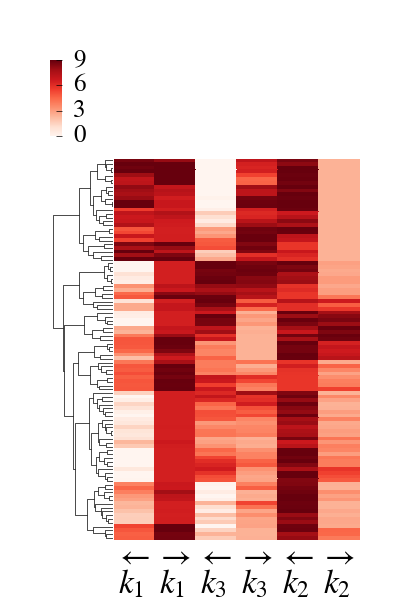 9
6
3
0
← → ← → ← →
k₁ k₁ k₃ k₃ k₂ k₂